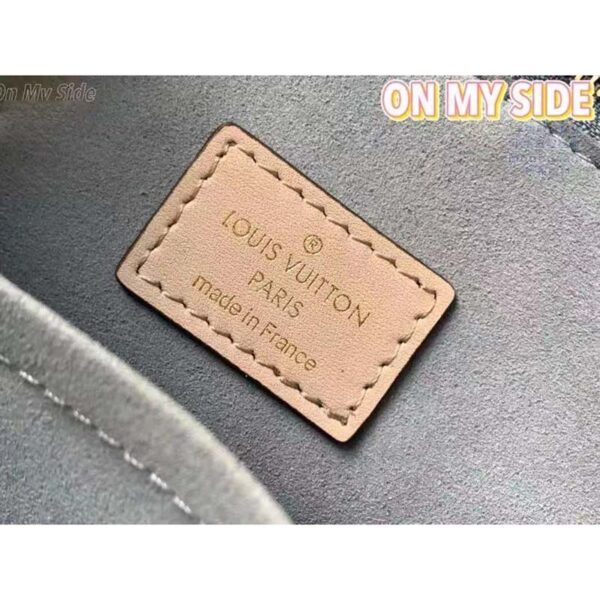 On My Side
ON MY SIDE
®
LOUIS VUITTON
PARIS
made in France